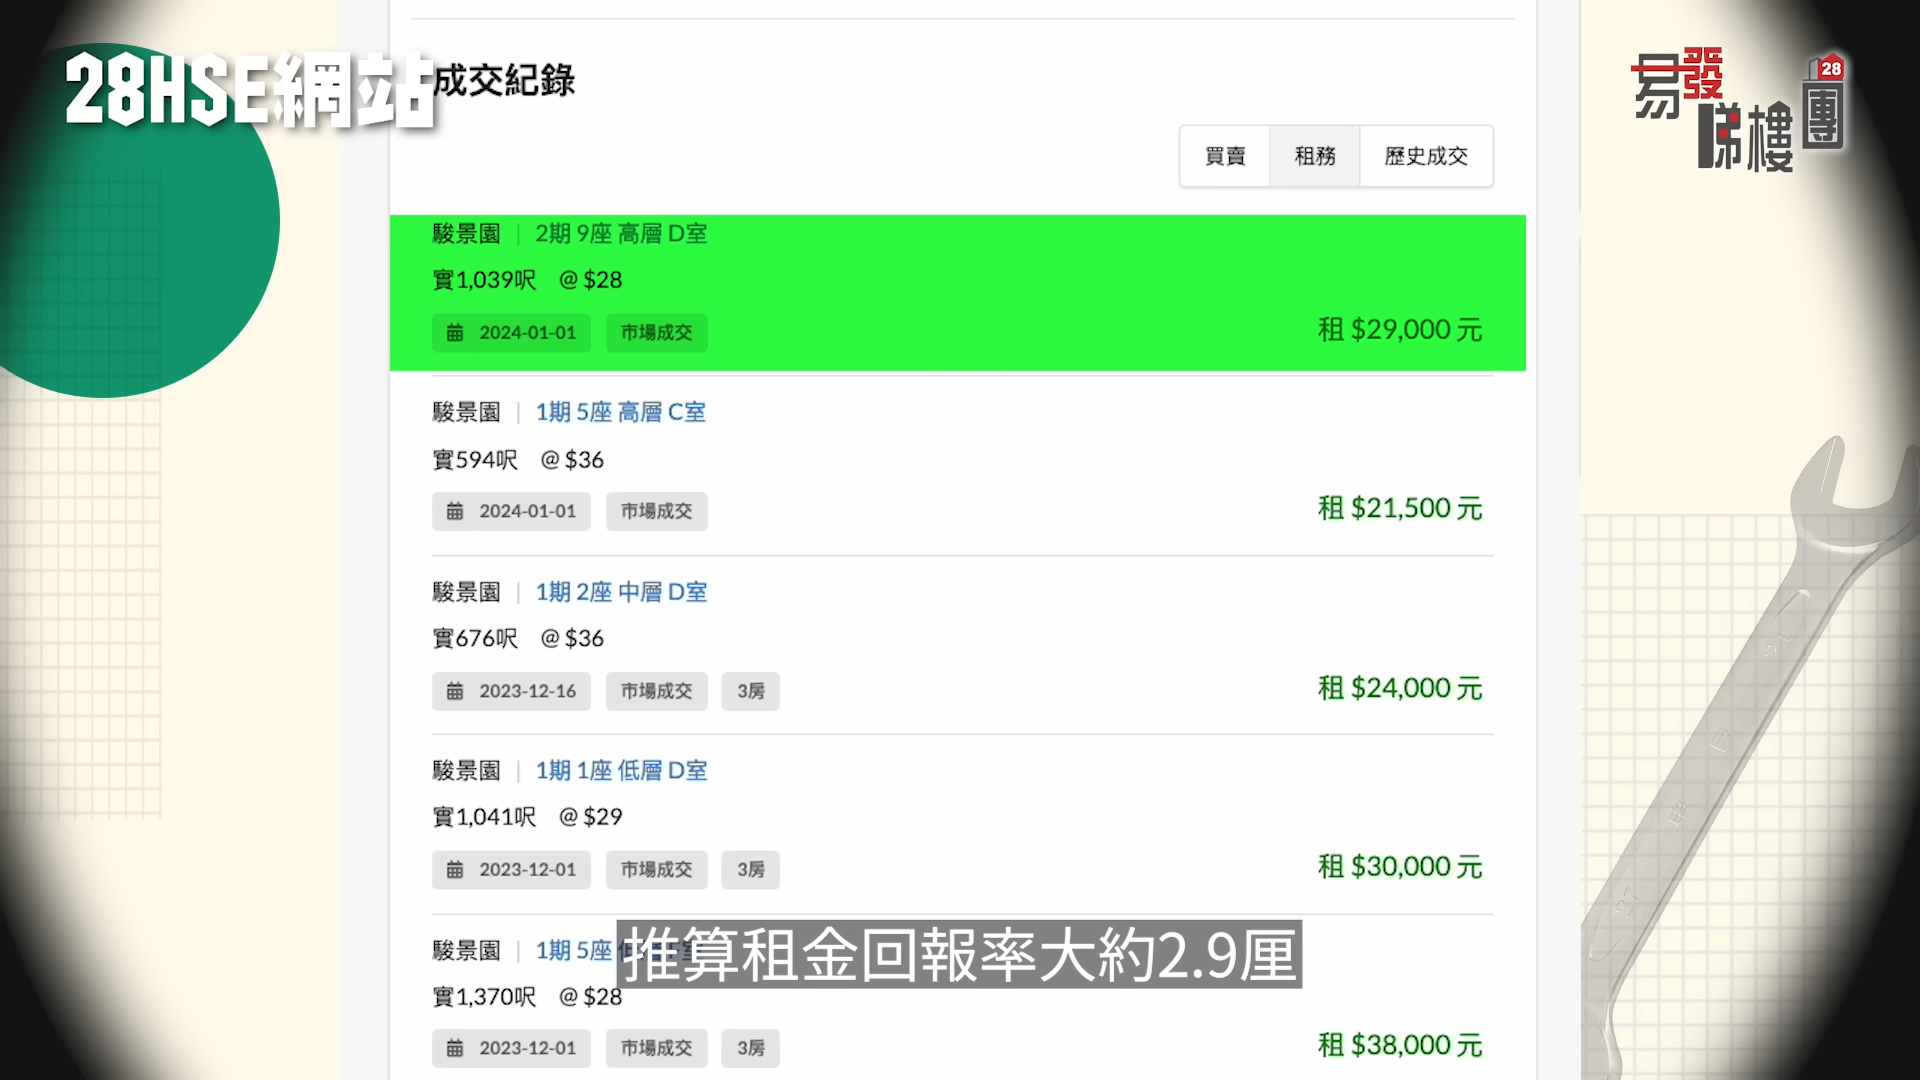 28HSE網站
成交紀錄
易發睇樓團
28
買賣 租務 歷史成交
駿景園 | 2期 9座 高層 D室
實1,039呎 @ $28
2024-01-01 市場成交
租 $29,000 元
駿景園 | 1期 5座 高層 C室
實594呎 @ $36
2024-01-01 市場成交
租 $21,500 元
駿景園 | 1期 2座 中層 D室
實676呎 @ $36
2023-12-16 市場成交 3房
租 $24,000 元
駿景園 | 1期 1座 低層 D室
實1,041呎 @ $29
2023-12-01 市場成交 3房
租 $30,000 元
駿景園 | 1期 5座
推算租金回報率大約2.9厘
實1,370呎 @ $28
2023-12-01 市場成交 3房
租 $38,000 元